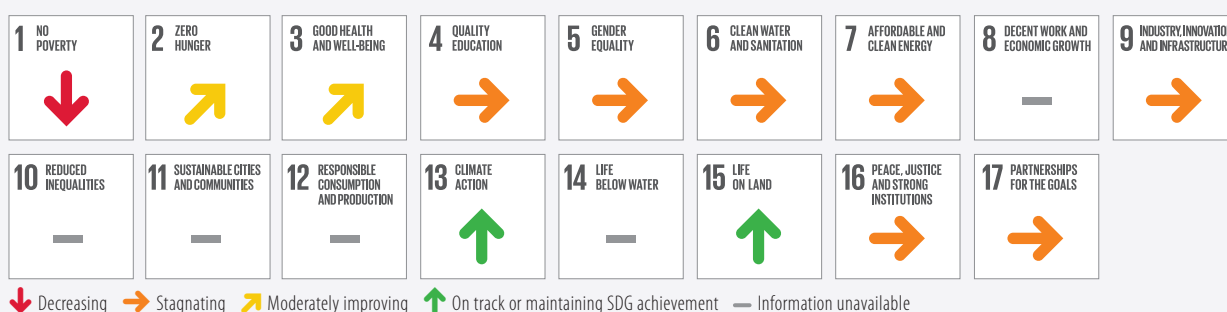 1 NO POVERTY
2 ZERO HUNGER
3 GOOD HEALTH AND WELL-BEING
4 QUALITY EDUCATION
5 GENDER EQUALITY
6 CLEAN WATER AND SANITATION
7 AFFORDABLE AND CLEAN ENERGY
8 DECENT WORK AND ECONOMIC GROWTH
9 INDUSTRY, INNOVATIO AND INFRASTRUCTUR
10 REDUCED INEQUALITIES
11 SUSTAINABLE CITIES AND COMMUNITIES
12 RESPONSIBLE CONSUMPTION AND PRODUCTION
13 CLIMATE ACTION
14 LIFE BELOW WATER
15 LIFE ON LAND
16 PEACE, JUSTICE AND STRONG INSTITUTIONS
17 PARTNERSHIPS FOR THE GOALS
Decreasing Stagnating Moderately improving On track or maintaining SDG achievement Information unavailable